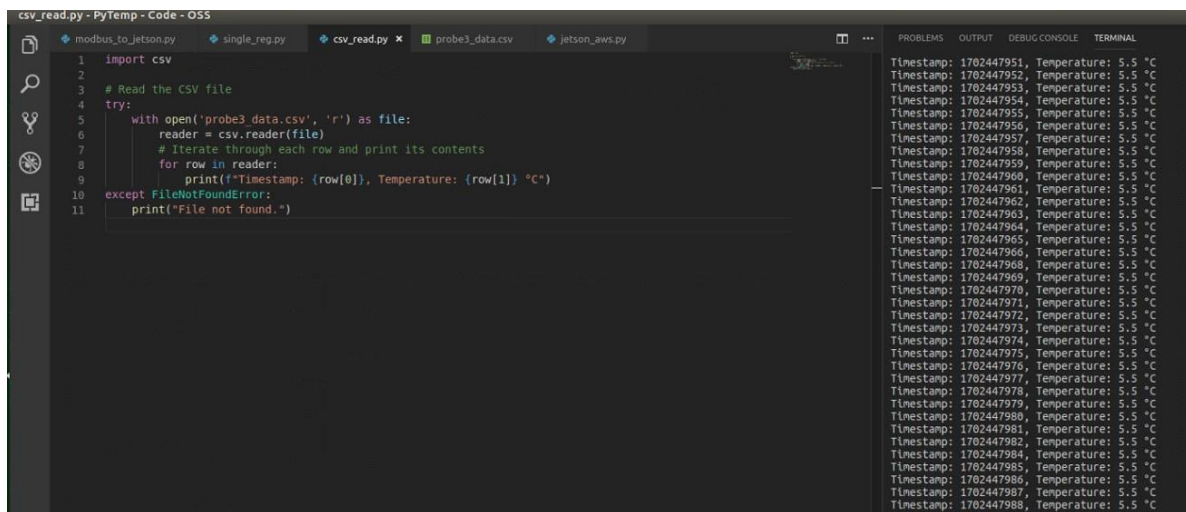 csv_read.py - PyTemp - Code - OSS
modbus_to_jetson.py single_reg.py csv_read.py × probe3_data.csv jetson_aws.py
1 import csv
2
3 # Read the CSV file
4 try:
5 with open('probe3_data.csv', 'r') as file:
6 reader = csv.reader(file)
7 # Iterate through each row and print its contents
8 for row in reader:
9 print(f"Timestamp: {row[0]}, Temperature: {row[1]} °C")
10 except FileNotFoundError:
11 print("File not found.")
PROBLEMS OUTPUT DEBUG CONSOLE TERMINAL
Timestamp: 1702447951, Temperature: 5.5 °C
Timestamp: 1702447952, Temperature: 5.5 °C
Timestamp: 1702447953, Temperature: 5.5 °C
Timestamp: 1702447954, Temperature: 5.5 °C
Timestamp: 1702447955, Temperature: 5.5 °C
Timestamp: 1702447956, Temperature: 5.5 °C
Timestamp: 1702447957, Temperature: 5.5 °C
Timestamp: 1702447958, Temperature: 5.5 °C
Timestamp: 1702447959, Temperature: 5.5 °C
Timestamp: 1702447960, Temperature: 5.5 °C
Timestamp: 1702447961, Temperature: 5.5 °C
Timestamp: 1702447962, Temperature: 5.5 °C
Timestamp: 1702447963, Temperature: 5.5 °C
Timestamp: 1702447964, Temperature: 5.5 °C
Timestamp: 1702447965, Temperature: 5.5 °C
Timestamp: 1702447966, Temperature: 5.5 °C
Timestamp: 1702447968, Temperature: 5.5 °C
Timestamp: 1702447969, Temperature: 5.5 °C
Timestamp: 1702447970, Temperature: 5.5 °C
Timestamp: 1702447971, Temperature: 5.5 °C
Timestamp: 1702447972, Temperature: 5.5 °C
Timestamp: 1702447973, Temperature: 5.5 °C
Timestamp: 1702447974, Temperature: 5.5 °C
Timestamp: 1702447975, Temperature: 5.5 °C
Timestamp: 1702447976, Temperature: 5.5 °C
Timestamp: 1702447977, Temperature: 5.5 °C
Timestamp: 1702447978, Temperature: 5.5 °C
Timestamp: 1702447979, Temperature: 5.5 °C
Timestamp: 1702447980, Temperature: 5.5 °C
Timestamp: 1702447981, Temperature: 5.5 °C
Timestamp: 1702447982, Temperature: 5.5 °C
Timestamp: 1702447984, Temperature: 5.5 °C
Timestamp: 1702447985, Temperature: 5.5 °C
Timestamp: 1702447986, Temperature: 5.5 °C
Timestamp: 1702447987, Temperature: 5.5 °C
Timestamp: 1702447988, Temperature: 5.5 °C